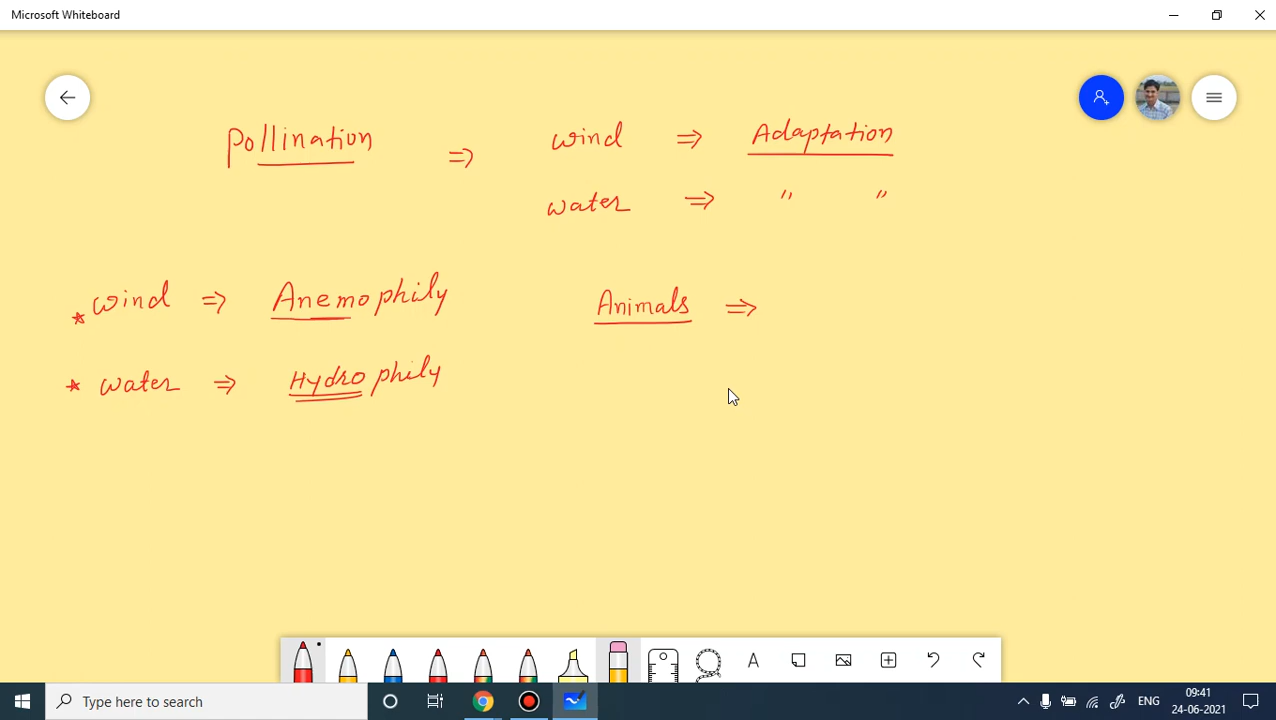 Microsoft Whiteboard
Pollination ⇒ wind ⇒ Adaptation
water ⇒ " "
* wind ⇒ Anemophily
Animals ⇒
* water ⇒ Hydrophily
A
Type here to search
ENG
09:41
24-06-2021